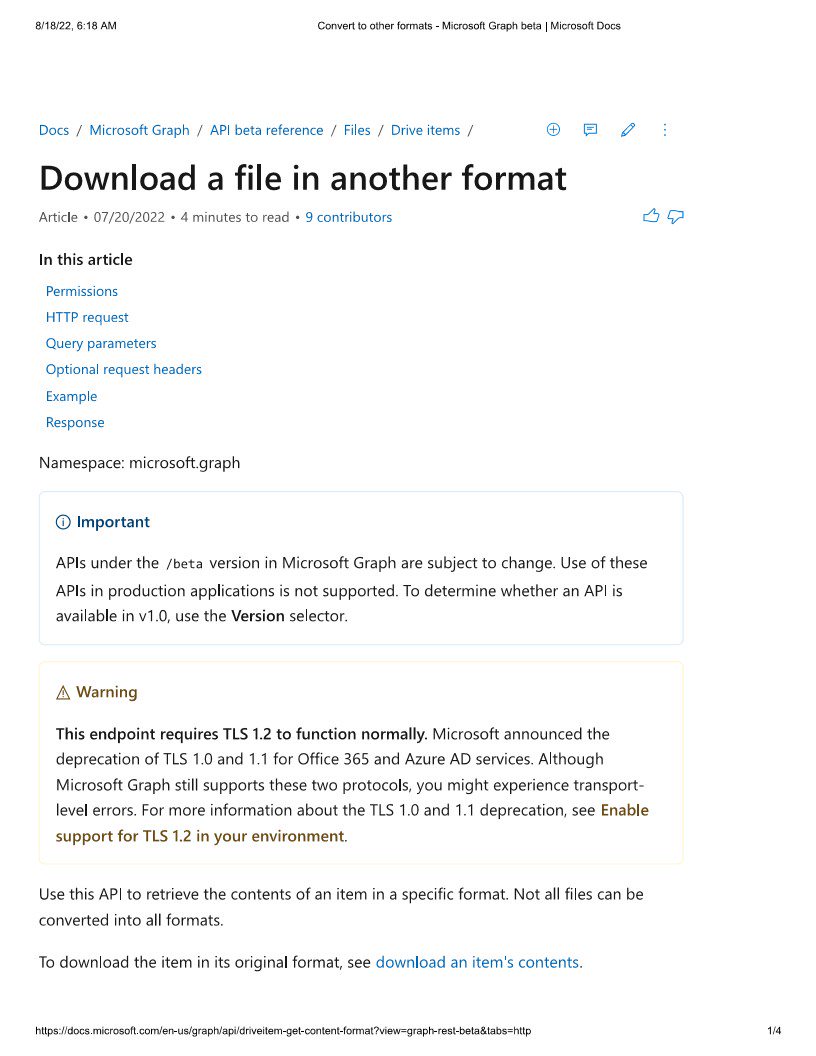 8/18/22, 6:18 AM Convert to other formats - Microsoft Graph beta | Microsoft Docs
Docs / Microsoft Graph / API beta reference / Files / Drive items /
Download a file in another format
Article • 07/20/2022 • 4 minutes to read • 9 contributors
In this article
Permissions
HTTP request
Query parameters
Optional request headers
Example
Response
Namespace: microsoft.graph
Important
APIs under the /beta version in Microsoft Graph are subject to change. Use of these
APIs in production applications is not supported. To determine whether an API is
available in v1.0, use the Version selector.
Warning
This endpoint requires TLS 1.2 to function normally. Microsoft announced the
deprecation of TLS 1.0 and 1.1 for Office 365 and Azure AD services. Although
Microsoft Graph still supports these two protocols, you might experience transport-
level errors. For more information about the TLS 1.0 and 1.1 deprecation, see Enable
support for TLS 1.2 in your environment.
Use this API to retrieve the contents of an item in a specific format. Not all files can be
converted into all formats.
To download the item in its original format, see download an item's contents.
https://docs.microsoft.com/en-us/graph/api/driveitem-get-content-format?view=graph-rest-beta&tabs=http 1/4